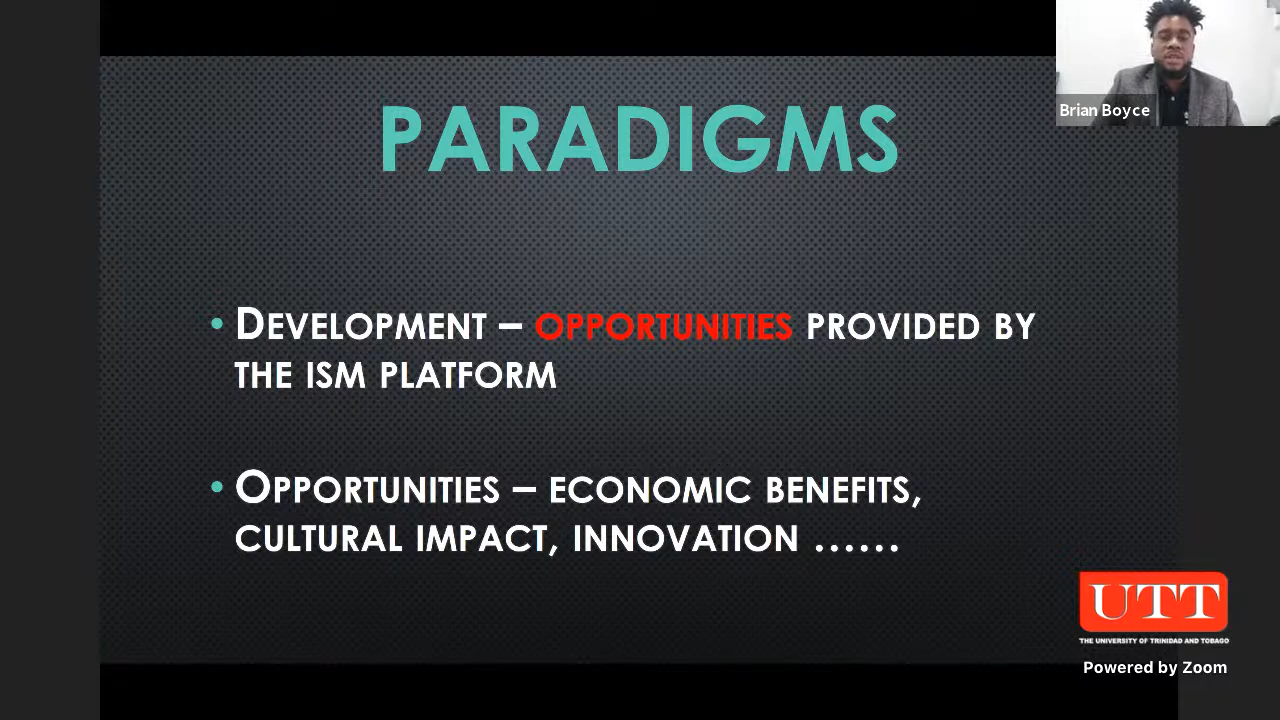 Brian Boyce
PARADIGMS
• DEVELOPMENT – OPPORTUNITIES PROVIDED BY
THE ISM PLATFORM
• OPPORTUNITIES – ECONOMIC BENEFITS,
CULTURAL IMPACT, INNOVATION ......
UTT
THE UNIVERSITY OF TRINIDAD AND TOBAGO
Powered by Zoom